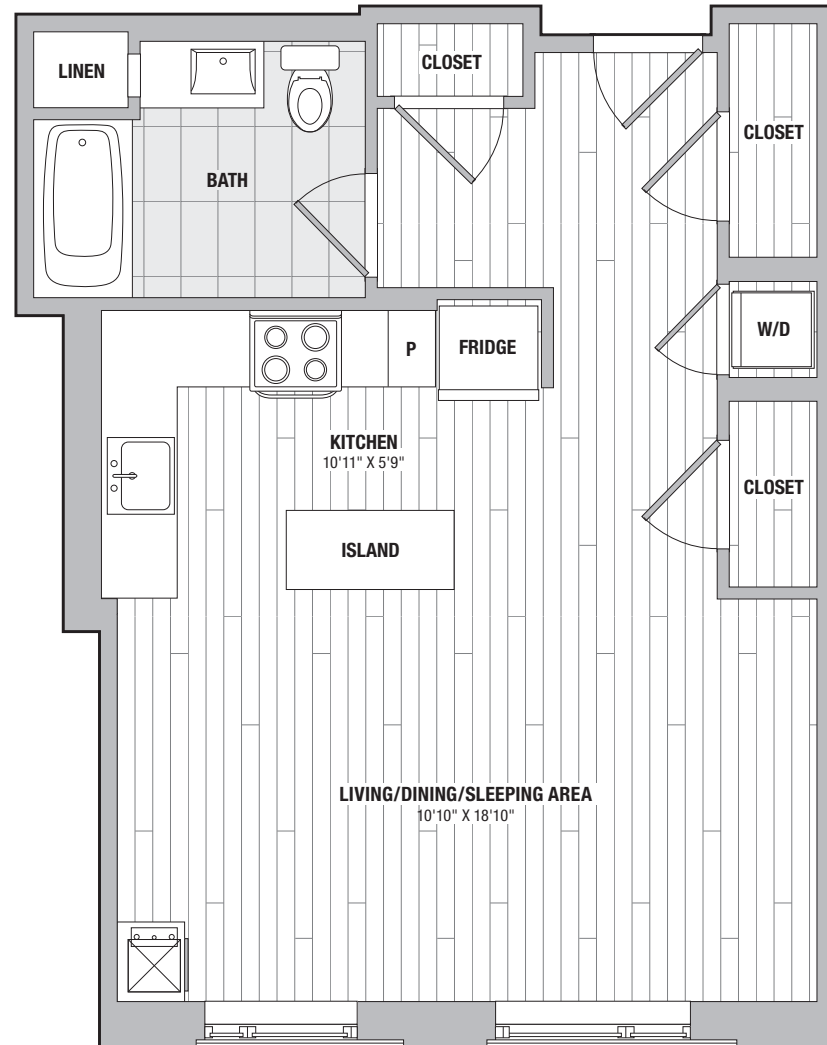 LINEN
CLOSET
CLOSET
BATH
W/D
P
FRIDGE
KITCHEN
10'11" X 5'9"
CLOSET
ISLAND
LIVING/DINING/SLEEPING AREA
10'10" X 18'10"